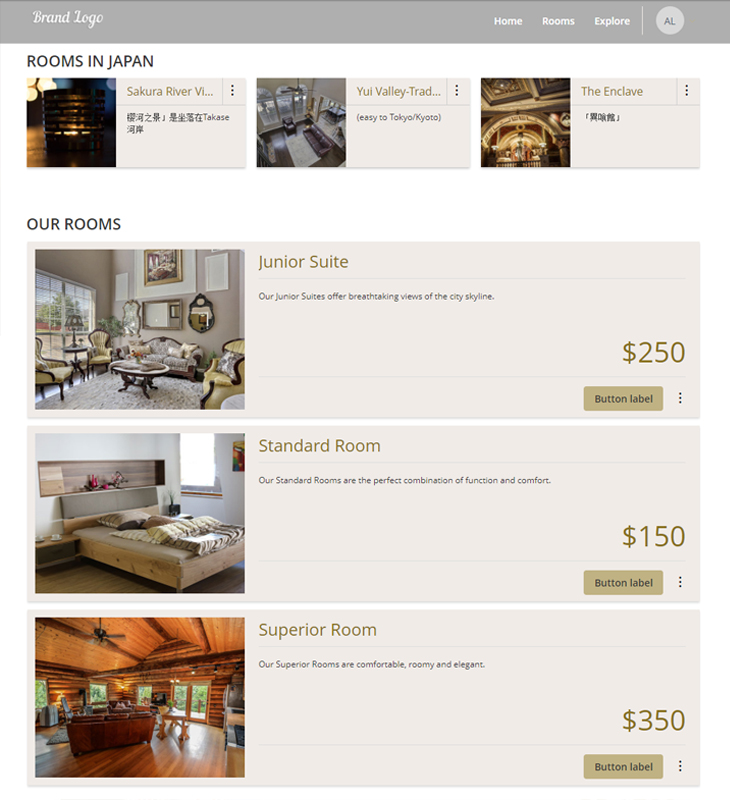 Brand Logo
Home Rooms Explore AL
ROOMS IN JAPAN
Sakura River Vi...
櫻河之景」是坐落在Takase
河岸
Yui Valley-Trad...
(easy to Tokyo/Kyoto)
The Enclave
「異喰館」
OUR ROOMS
Junior Suite
Our Junior Suites offer breathtaking views of the city skyline.
$250
Button label
Standard Room
Our Standard Rooms are the perfect combination of function and comfort.
$150
Button label
Superior Room
Our Superior Rooms are comfortable, roomy and elegant.
$350
Button label